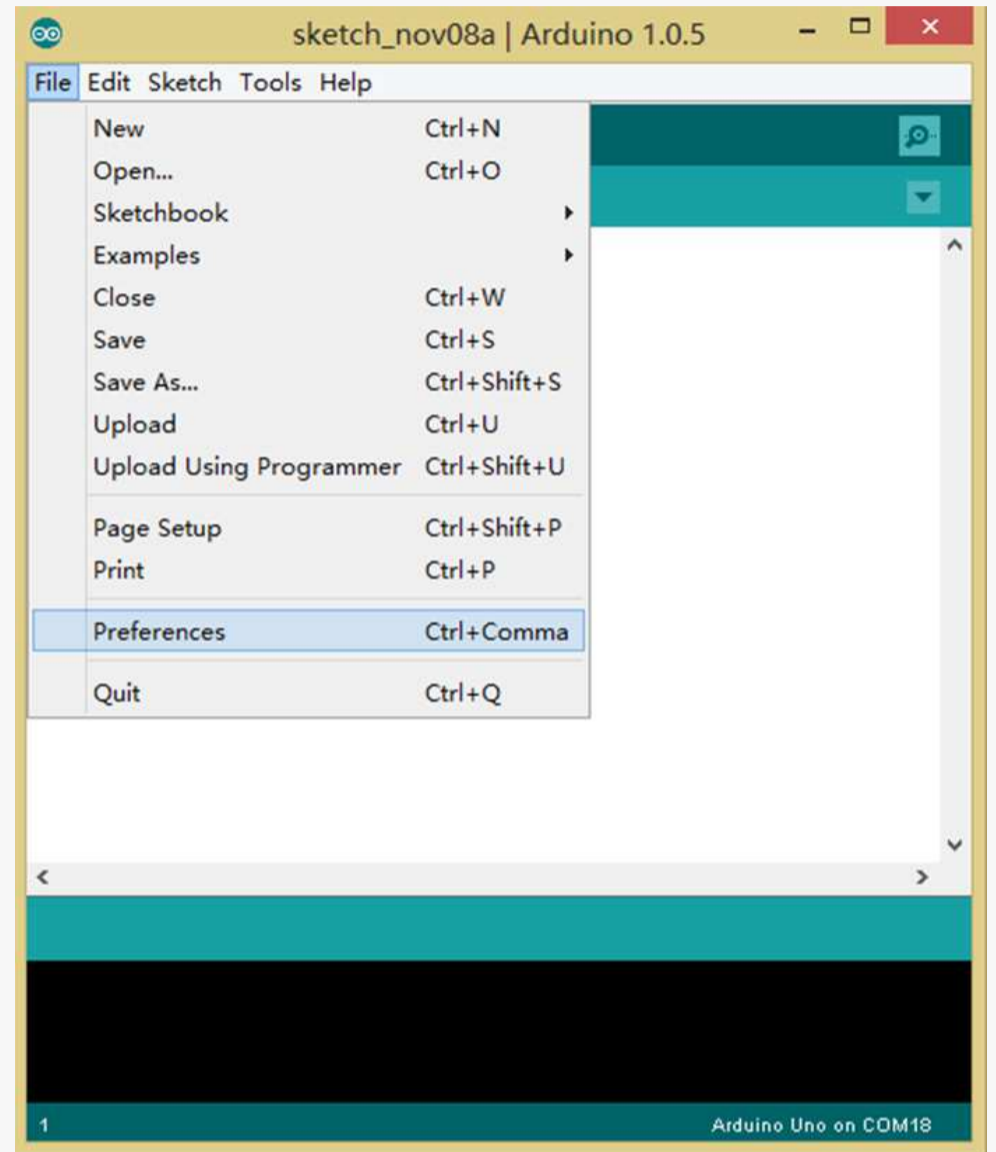 sketch_nov08a | Arduino 1.0.5
File Edit Sketch Tools Help
New Ctrl+N
Open... Ctrl+O
Sketchbook
Examples
Close Ctrl+W
Save Ctrl+S
Save As... Ctrl+Shift+S
Upload Ctrl+U
Upload Using Programmer Ctrl+Shift+U
Page Setup Ctrl+Shift+P
Print Ctrl+P
Preferences Ctrl+Comma
Quit Ctrl+Q
1 Arduino Uno on COM18